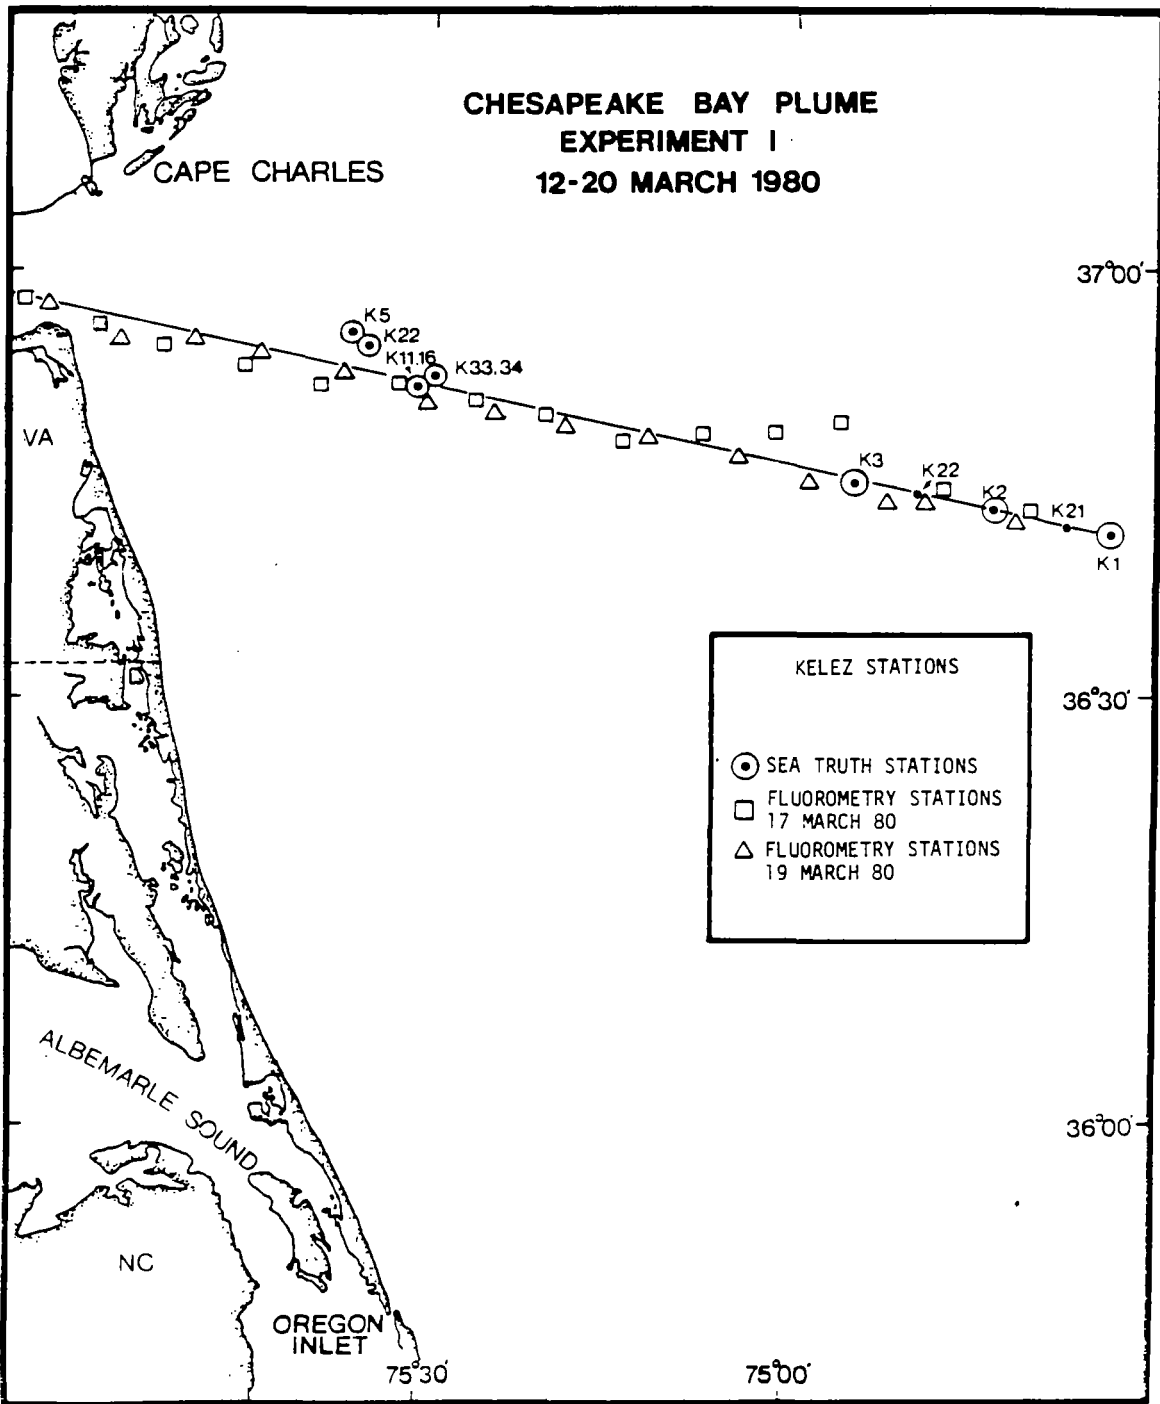 CHESAPEAKE BAY PLUME
EXPERIMENT I
12-20 MARCH 1980
CAPE CHARLES
37°00'
K5
K22
K11.16
K33.34
VA
K3
K22
K2
K21
K1
KELEZ STATIONS
36°30'
SEA TRUTH STATIONS
FLUOROMETRY STATIONS
17 MARCH 80
FLUOROMETRY STATIONS
19 MARCH 80
ALBEMARLE SOUND
36°00'
NC
OREGON
INLET
75°30'
75°00'